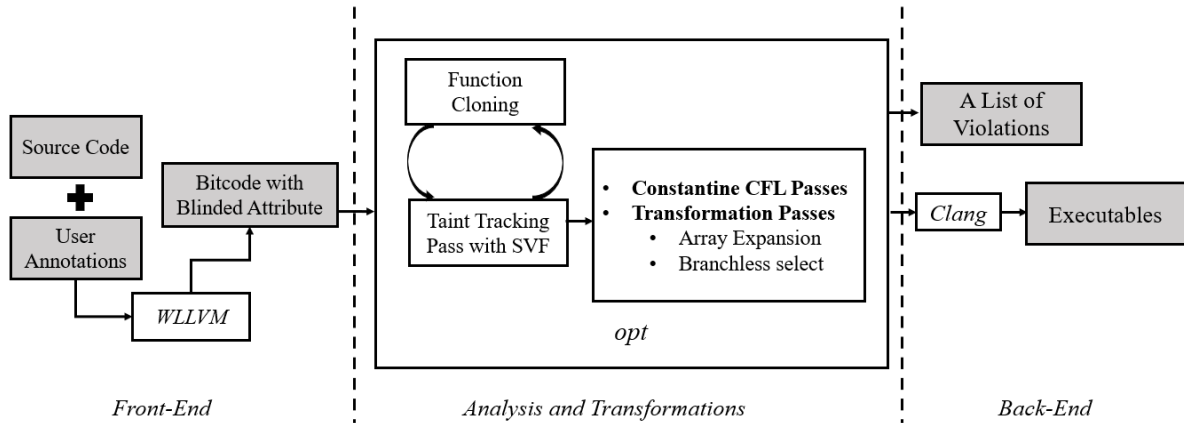 Source Code
User
Annotations
WLLVM
Bitcode with
Blinded Attribute
Front-End
Function
Cloning
Taint Tracking
Pass with SVF
• Constantine CFL Passes
• Transformation Passes
• Array Expansion
• Branchless select
opt
Analysis and Transformations
A List of
Violations
Clang
Executables
Back-End